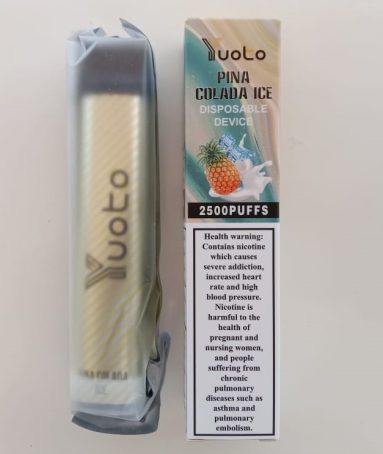 Yuoto
PINA
COLADA ICE
DISPOSABLE
DEVICE
2500PUFFS
Health warning:
Contains nicotine
which causes
severe addiction,
increased heart
rate and high
blood pressure.
Nicotine is
harmful to the
health of
pregnant and
nursing women,
and people
suffering from
chronic
pulmonary
diseases such as
asthma and
pulmonary
embolism.
Yuoto
COLADA
ICE